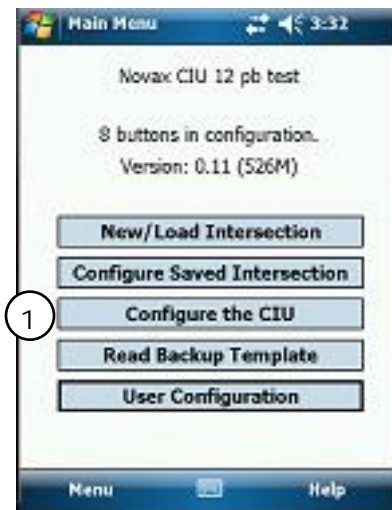 Main Menu 3:32
Novax CIU 12 pb test
8 buttons in configuration.
Version: 0.11 (526M)
New/Load Intersection
Configure Saved Intersection
1 Configure the CIU
Read Backup Template
User Configuration
Menu Help